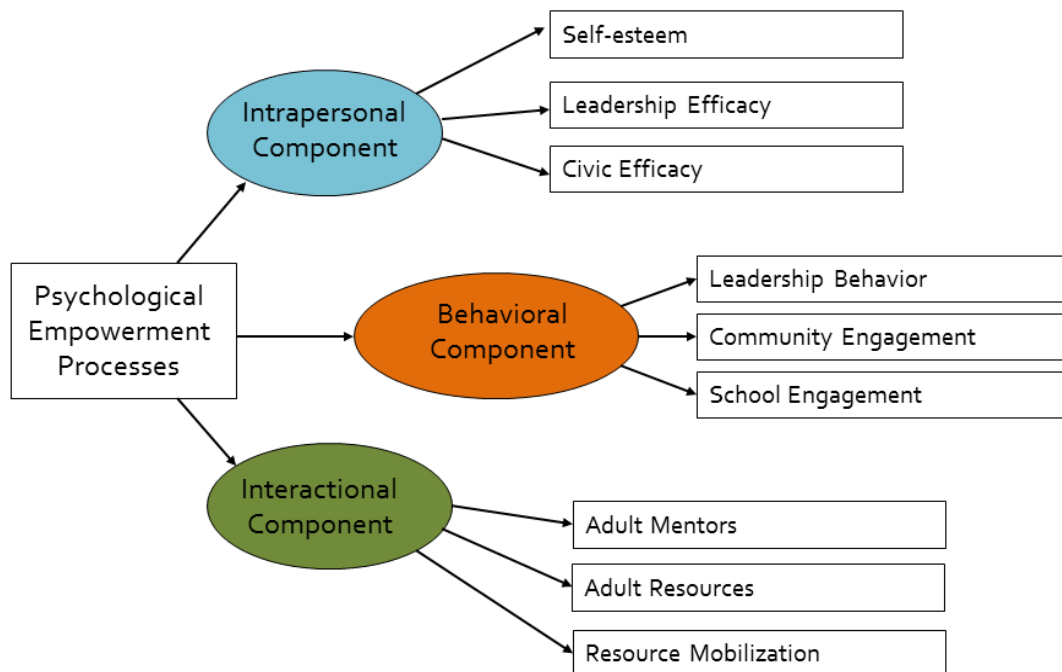 Self-esteem
Intrapersonal
Component
Leadership Efficacy
Civic Efficacy
Psychological
Empowerment
Processes
Behavioral
Component
Leadership Behavior
Community Engagement
School Engagement
Interactional
Component
Adult Mentors
Adult Resources
Resource Mobilization